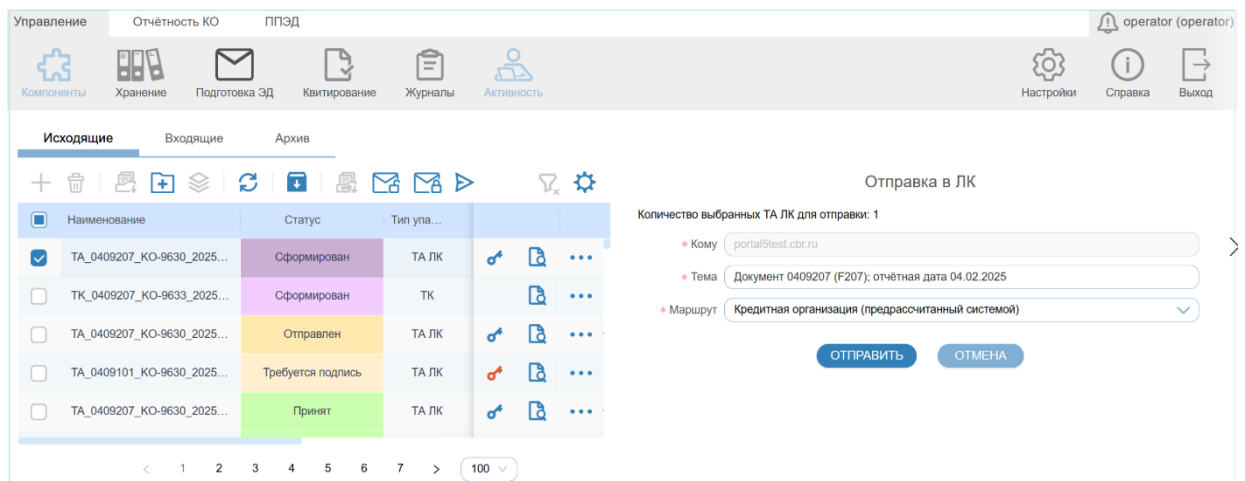 Управление Отчётность КО ППЭД operator (operator)
Компоненты Хранение Подготовка ЭД Квитирование Журналы Активность Настройки Справка Выход
Исходящие Входящие Архив
Отправка в ЛК
Наименование Статус Тип упа...
Количество выбранных ТА ЛК для отправки: 1
TA_0409207_KO-9630_2025... Сформирован ТА ЛК
* Кому portal5test.cbr.ru
* Тема Документ 0409207 (F207); отчётная дата 04.02.2025
TK_0409207_KO-9633_2025... Сформирован ТК
* Маршрут Кредитная организация (предрассчитанный системой)
TA_0409207_KO-9630_2025... Отправлен ТА ЛК
ОТПРАВИТЬ ОТМЕНА
TA_0409101_KO-9630_2025... Требуется подпись ТА ЛК
TA_0409207_KO-9630_2025... Принят ТА ЛК
< 1 2 3 4 5 6 7 > 100